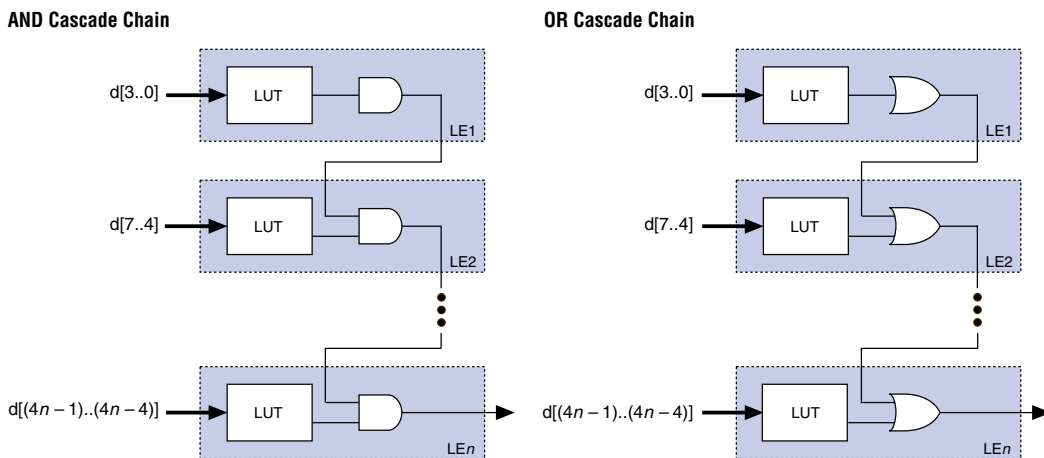 AND Cascade Chain
d[3..0]
LUT
LE1
d[7..4]
LUT
LE2
d[(4n – 1)..(4n – 4)]
LUT
LEn
OR Cascade Chain
d[3..0]
LUT
LE1
d[7..4]
LUT
LE2
d[(4n – 1)..(4n – 4)]
LUT
LEn